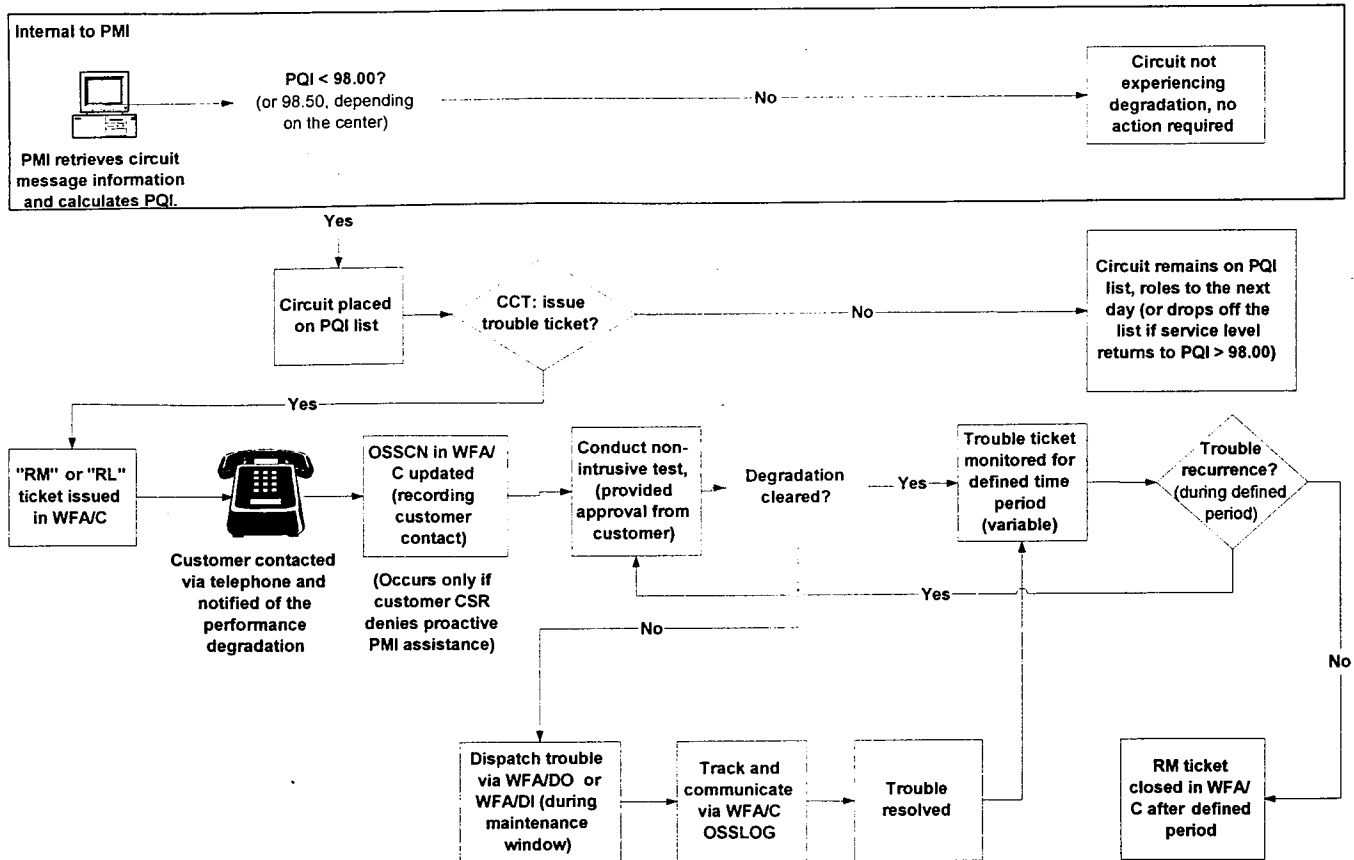 Internal to PMI
PMI retrieves circuit
message information
and calculates PQI.
PQI < 98.00?
(or 98.50, depending
on the center)
No
Circuit not
experiencing
degradation, no
action required
Yes
Circuit placed
on PQI list
CCT: issue
trouble ticket?
No
Circuit remains on PQI
list, roles to the next
day (or drops off the
list if service level
returns to PQI > 98.00)
Yes
"RM" or "RL"
ticket issued
in WFA/C
Customer contacted
via telephone and
notified of the
performance
degradation
OSSCN in WFA/
C updated
(recording
customer
contact)
(Occurs only if
customer CSR
denies proactive
PMI assistance)
Conduct non-
intrusive test,
(provided
approval from
customer)
Degradation
cleared?
Yes
Trouble ticket
monitored for
defined time
period
(variable)
Trouble
recurrence?
(during defined
period)
Yes
No
No
Dispatch trouble
via WFA/DO or
WFA/DI (during
maintenance
window)
Track and
communicate
via WFA/C
OSSLOG
Trouble
resolved
RM ticket
closed in WFA/
C after defined
period